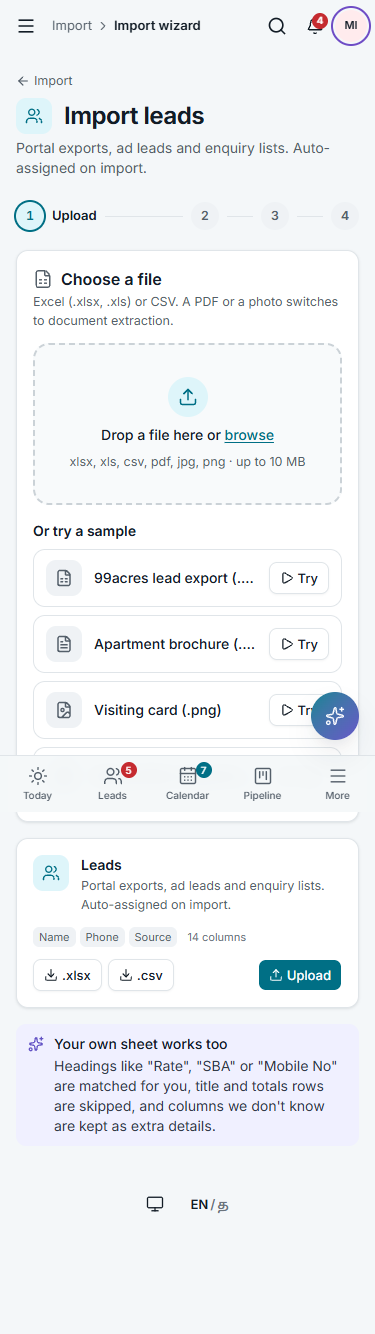 Import > Import wizard
4
MI
← Import
Import leads
Portal exports, ad leads and enquiry lists. Auto-
assigned on import.
1 Upload 2 3 4
Choose a file
Excel (.xlsx, .xls) or CSV. A PDF or a photo switches
to document extraction.
Drop a file here or browse
xlsx, xls, csv, pdf, jpg, png · up to 10 MB
Or try a sample
99acres lead export (.... Try
Apartment brochure (.... Try
Visiting card (.png)
5
7
Today Leads Calendar Pipeline More
Leads
Portal exports, ad leads and enquiry lists.
Auto-assigned on import.
Name Phone Source 14 columns
.xlsx .csv Upload
Your own sheet works too
Headings like "Rate", "SBA" or "Mobile No"
are matched for you, title and totals rows
are skipped, and columns we don't know
are kept as extra details.
EN / த